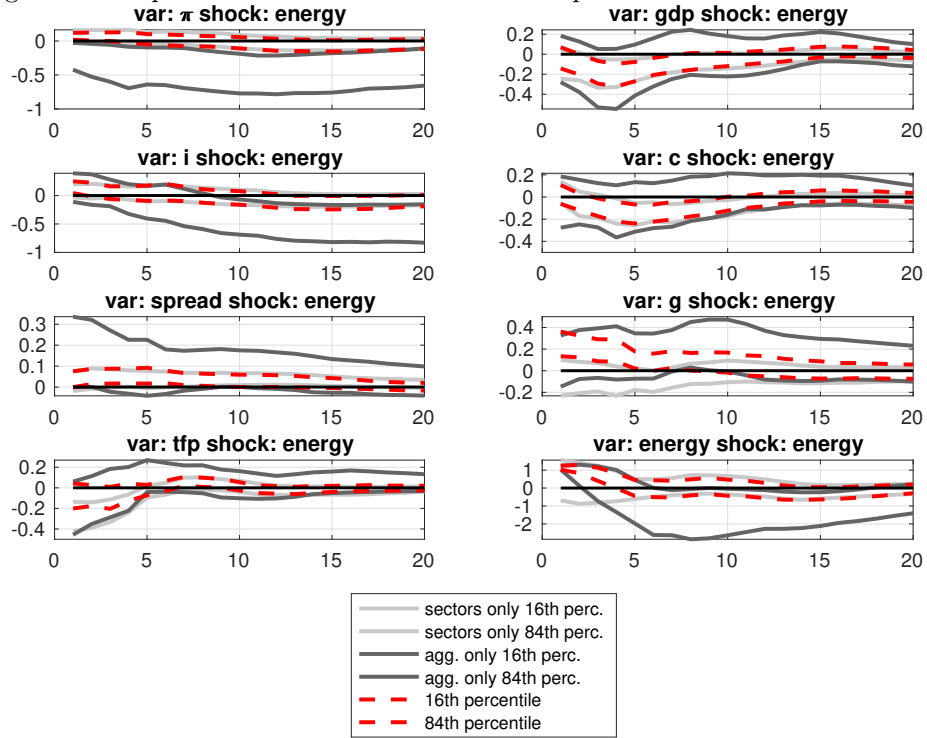 var: π shock: energy
0
-0.5
-1
0 5 10 15 20
var: gdp shock: energy
0.2
0
-0.2
-0.4
0 5 10 15 20
var: i shock: energy
0
-0.5
-1
0 5 10 15 20
var: c shock: energy
0.2
0
-0.2
-0.4
0 5 10 15 20
var: spread shock: energy
0.3
0.2
0.1
0
0 5 10 15 20
var: g shock: energy
0.4
0.2
0
-0.2
0 5 10 15 20
var: tfp shock: energy
0.2
0
-0.2
-0.4
0 5 10 15 20
var: energy shock: energy
1
0
-1
-2
0 5 10 15 20
sectors only 16th perc.
sectors only 84th perc.
agg. only 16th perc.
agg. only 84th perc.
16th percentile
84th percentile